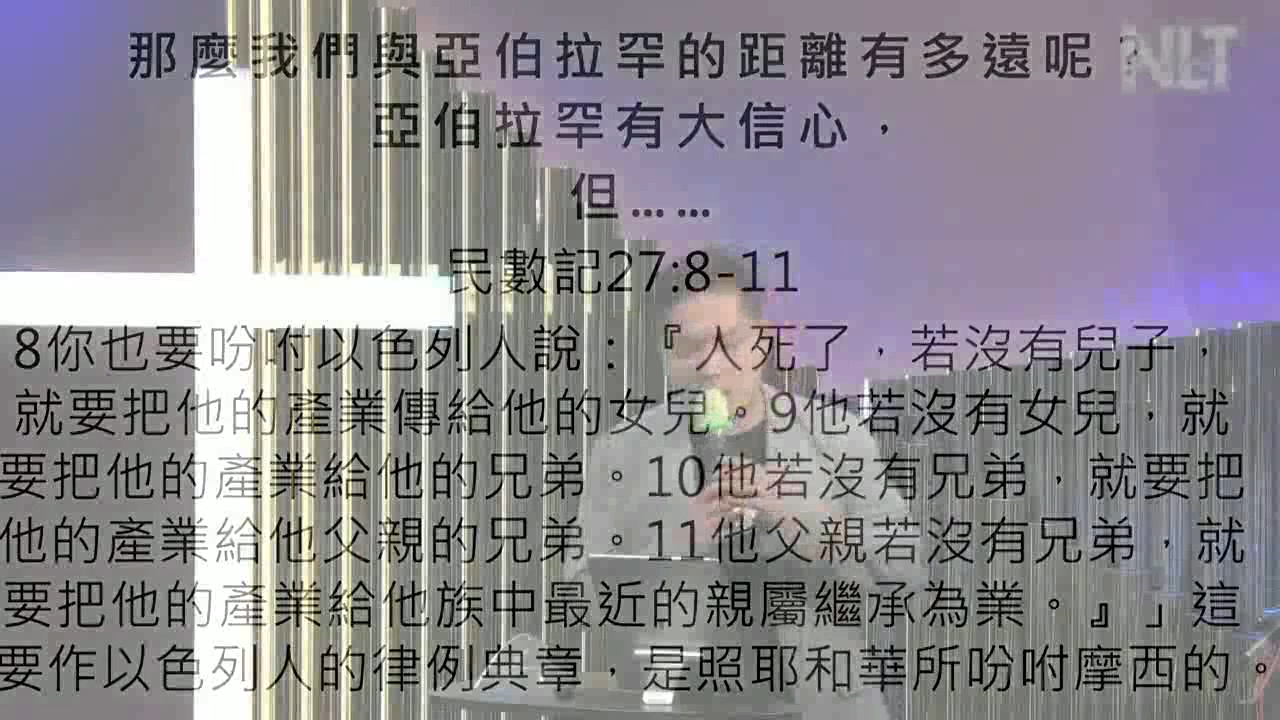 那麼我們與亞伯拉罕的距離有多遠呢？
NLT
亞伯拉罕有大信心，
但……
民數記27:8-11
8你也要吩咐以色列人說：『人死了，若沒有兒子，
就要把他的產業傳給他的女兒。9他若沒有女兒，就
要把他的產業給他的兄弟。10他若沒有兄弟，就要把
他的產業給他父親的兄弟。11他父親若沒有兄弟，就
要把他的產業給他族中最近的親屬繼承為業。』」這
要作以色列人的律例典章，是照耶和華所吩咐摩西的。